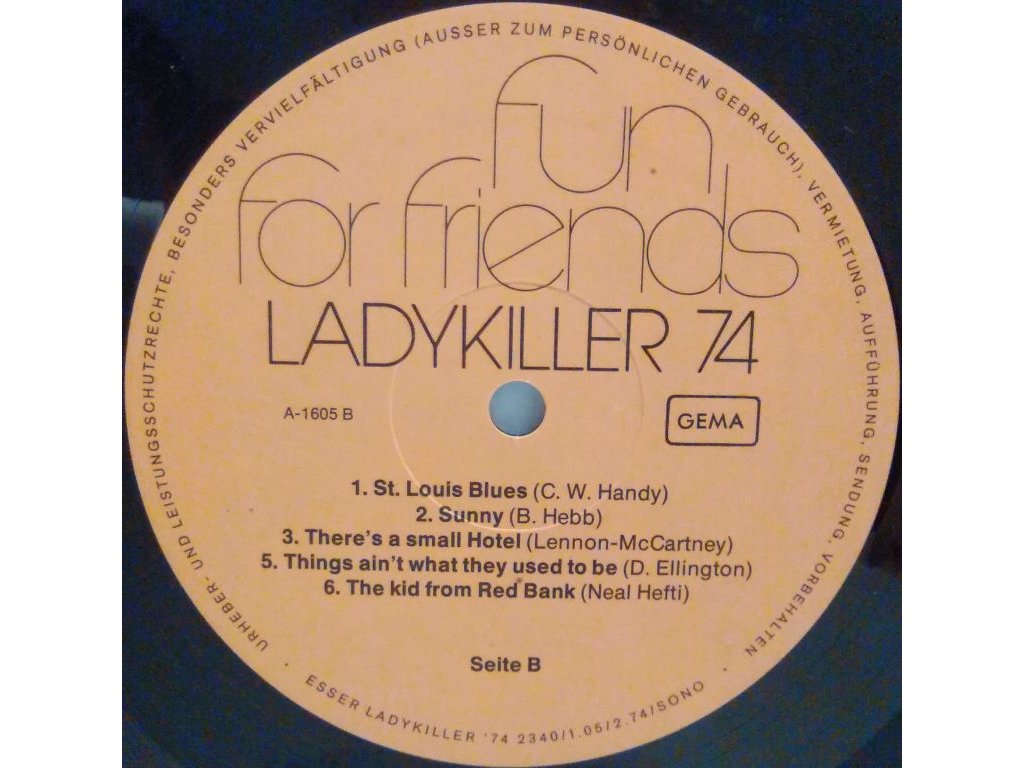 fun
for friends
LADYKILLER 74
A-1605 B
GEMA
1. St. Louis Blues (C. W. Handy)
2. Sunny (B. Hebb)
3. There's a small Hotel (Lennon-McCartney)
5. Things ain't what they used to be (D. Ellington)
6. The kid from Red Bank (Neal Hefti)
Seite B
URHEBER- UND LEISTUNGSSCHUTZRECHTE, BESONDERS VERVIELFÄLTIGUNG (AUSSER ZUM PERSÖNLICHEN GEBRAUCH), VERMIETUNG, AUFFÜHRUNG, SENDUNG, VORBEHALTEN
· ESSER LADYKILLER '74 2340/1.05/2.74/SONO ·